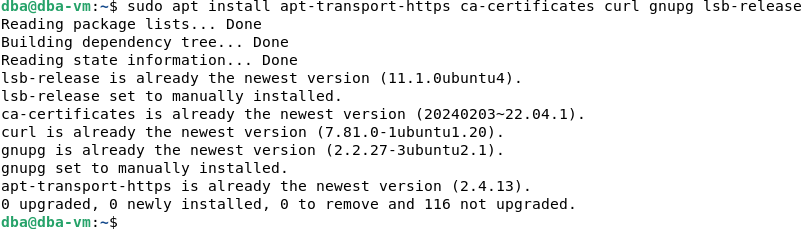 dba@dba-vm:~$ sudo apt install apt-transport-https ca-certificates curl gnupg lsb-release
Reading package lists... Done
Building dependency tree... Done
Reading state information... Done
lsb-release is already the newest version (11.1.0ubuntu4).
lsb-release set to manually installed.
ca-certificates is already the newest version (20240203~22.04.1).
curl is already the newest version (7.81.0-1ubuntu1.20).
gnupg is already the newest version (2.2.27-3ubuntu2.1).
gnupg set to manually installed.
apt-transport-https is already the newest version (2.4.13).
0 upgraded, 0 newly installed, 0 to remove and 116 not upgraded.
dba@dba-vm:~$